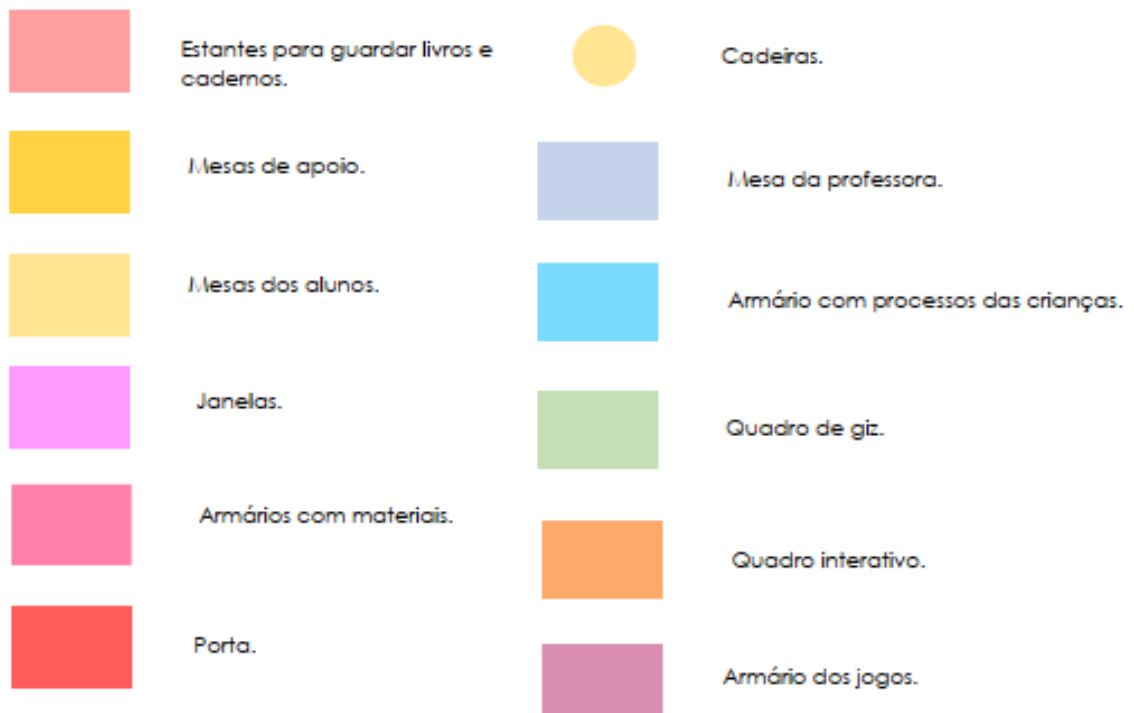 Estantes para guardar livros e
cadernos.
Mesas de apoio.
Mesas dos alunos.
Janelas.
Armários com materiais.
Porta.
Cadeiras.
Mesa da professora.
Armário com processos das crianças.
Quadro de giz.
Quadro interativo.
Armário dos jogos.